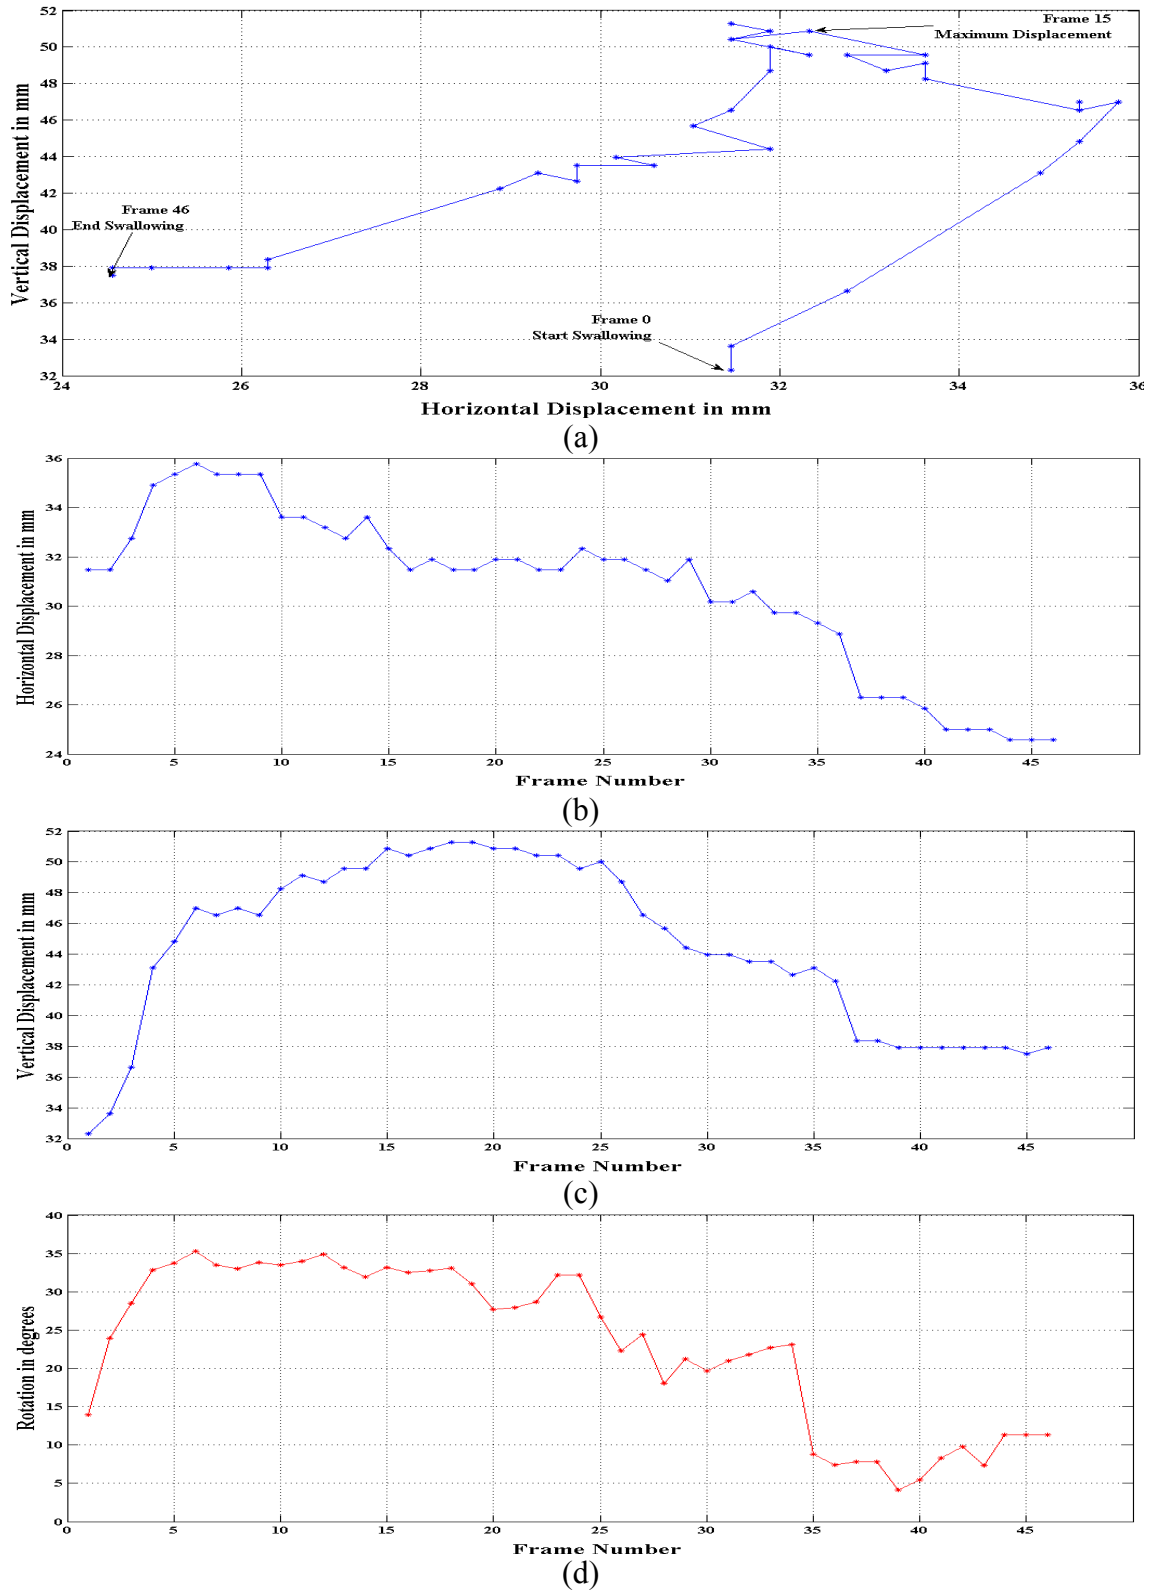 52
50
48
46
44
42
40
38
36
34
32
Vertical Displacement in mm
Frame 15
Maximum Displacement
Frame 46
End Swallowing
Frame 0
Start Swallowing
24 26 28 30 32 34 36
Horizontal Displacement in mm
(a)
36
34
32
30
28
26
24
Horizontal Displacement in mm
0 5 10 15 20 25 30 35 40 45
Frame Number
(b)
52
50
48
46
44
42
40
38
36
34
32
Vertical Displacement in mm
0 5 10 15 20 25 30 35 40 45
Frame Number
(c)
40
35
30
25
20
15
10
5
0
Rotation in degrees
0 5 10 15 20 25 30 35 40 45
Frame Number
(d)